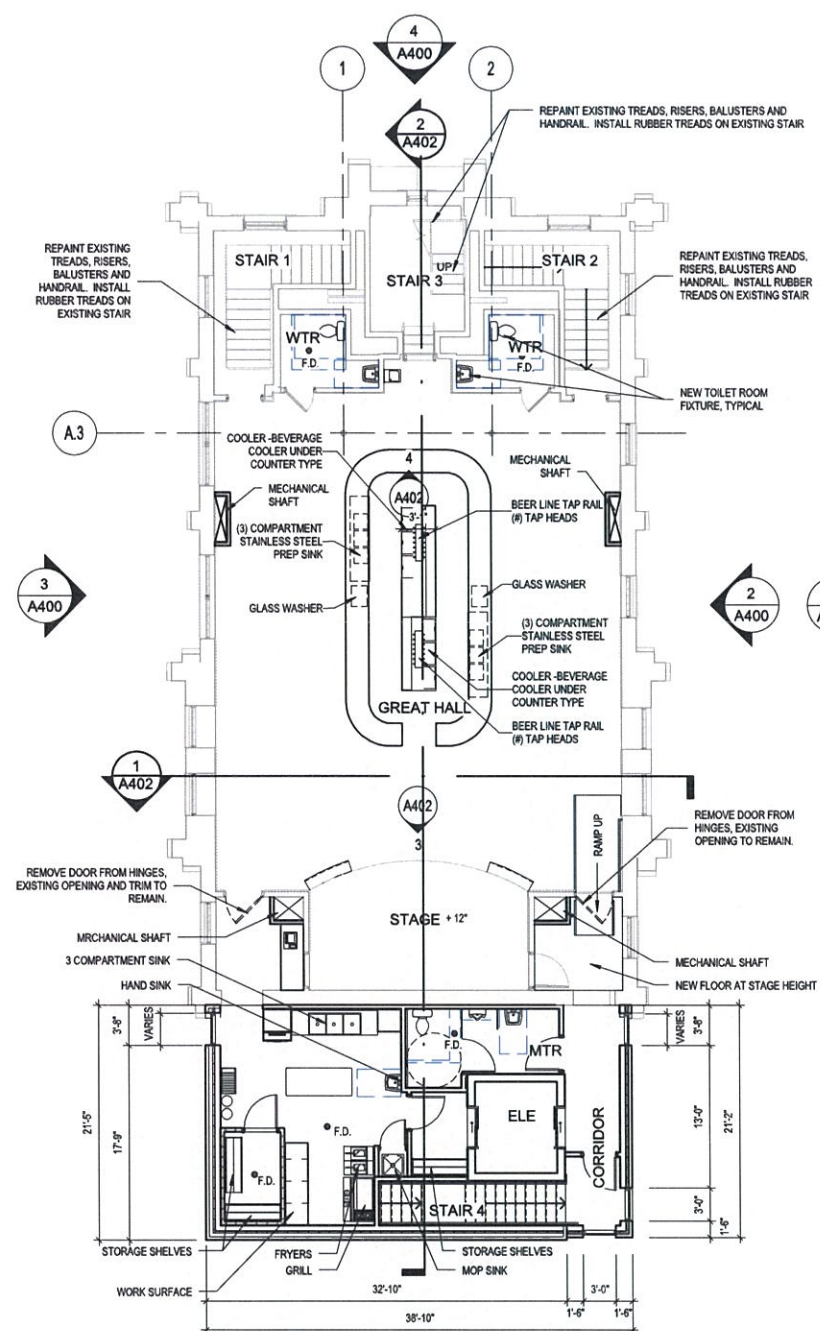 4
A400
1
2
2
A402
REPAINT EXISTING TREADS, RISERS, BALUSTERS AND
HANDRAIL. INSTALL RUBBER TREADS ON EXISTING STAIR
REPAINT EXISTING
TREADS, RISERS,
BALUSTERS AND
HANDRAIL. INSTALL
RUBBER TREADS ON
EXISTING STAIR
STAIR 1
STAIR 3
UP
STAIR 2
REPAINT EXISTING TREADS,
RISERS, BALUSTERS AND
HANDRAIL. INSTALL RUBBER
TREADS ON EXISTING STAIR
WTR
F.D.
WTR
F.D.
NEW TOILET ROOM
FIXTURE, TYPICAL
A.3
COOLER -BEVERAGE
COOLER UNDER
COUNTER TYPE
4
A402
3'-
MECHANICAL
SHAFT
MECHANICAL
SHAFT
BEER LINE TAP RAIL
(#) TAP HEADS
(3) COMPARTMENT
STAINLESS STEEL
PREP SINK
GLASS WASHER
GLASS WASHER
3
A400
2
A400
(3) COMPARTMENT
STAINLESS STEEL
PREP SINK
COOLER -BEVERAGE
COOLER UNDER
COUNTER TYPE
GREAT HALL
BEER LINE TAP RAIL
(#) TAP HEADS
1
A402
A402
3
RAMP UP
REMOVE DOOR FROM
HINGES, EXISTING
OPENING TO REMAIN.
REMOVE DOOR FROM HINGES,
EXISTING OPENING AND TRIM TO
REMAIN.
STAGE + 12"
MRCHANICAL SHAFT
MECHANICAL SHAFT
3 COMPARTMENT SINK
NEW FLOOR AT STAGE HEIGHT
HAND SINK
3'-8"
VARIES
F.D.
MTR
VARIES
3'-8"
21'-5"
17'-9"
F.D.
ELE
CORRIDOR
13'-0"
21'-2"
F.D.
STAIR 4
3'-0"
1'-6"
STORAGE SHELVES
FRYERS
GRILL
STORAGE SHELVES
MOP SINK
WORK SURFACE
32'-10"
3'-0"
1'-6"
1'-6"
38'-10"